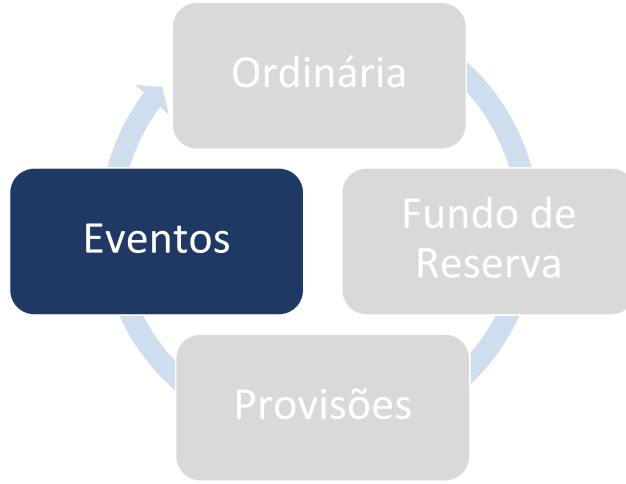 Ordinária
Eventos
Fundo de
Reserva
Provisões